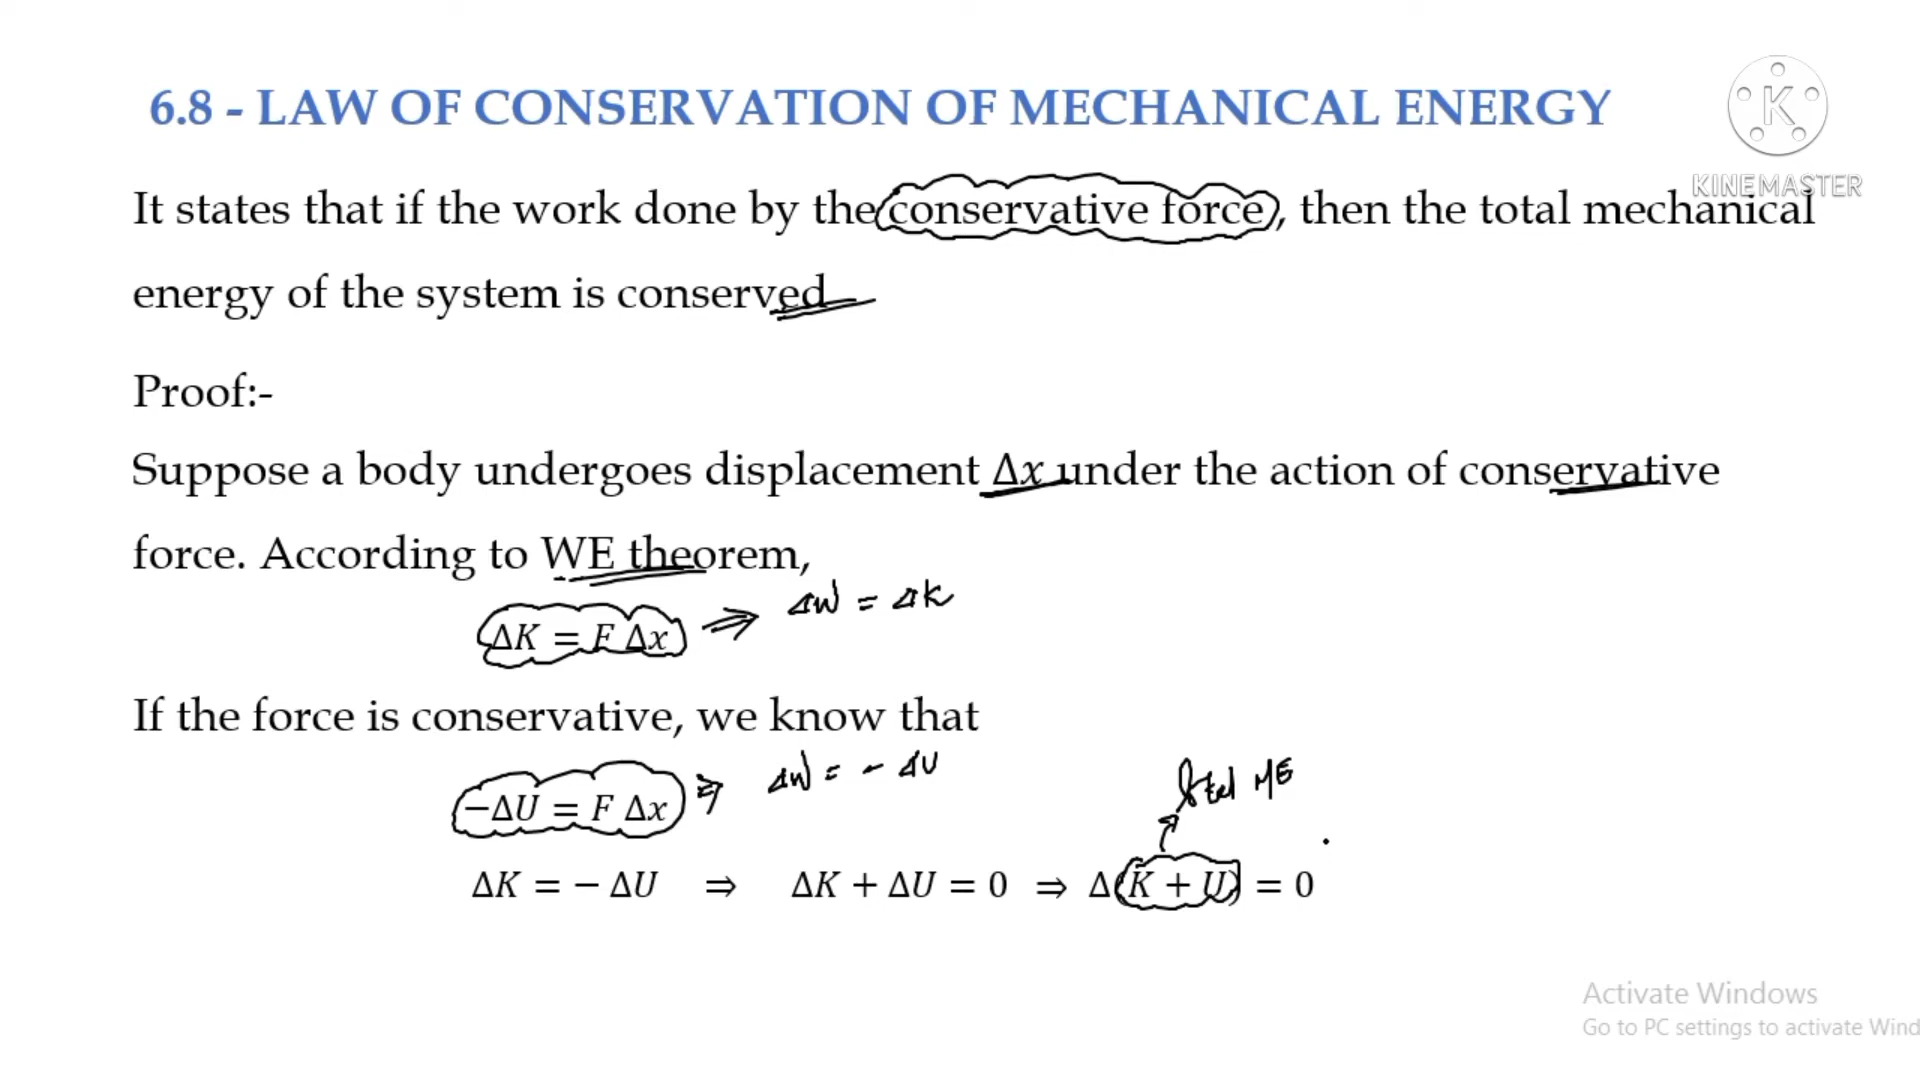 6.8 - LAW OF CONSERVATION OF MECHANICAL ENERGY
K
KINEMASTER
It states that if the work done by the conservative force, then the total mechanical
energy of the system is conserved
Proof:-
Suppose a body undergoes displacement Δx under the action of conservative
force. According to WE theorem,
ΔK = F Δx ⇒ ΔW = ΔK
If the force is conservative, we know that
−ΔU = F Δx ⇒ ΔW = − ΔU
ME
ΔK = − ΔU ⇒ ΔK + ΔU = 0 ⇒ Δ(K + U) = 0
Activate Windows
Go to PC settings to activate Wind